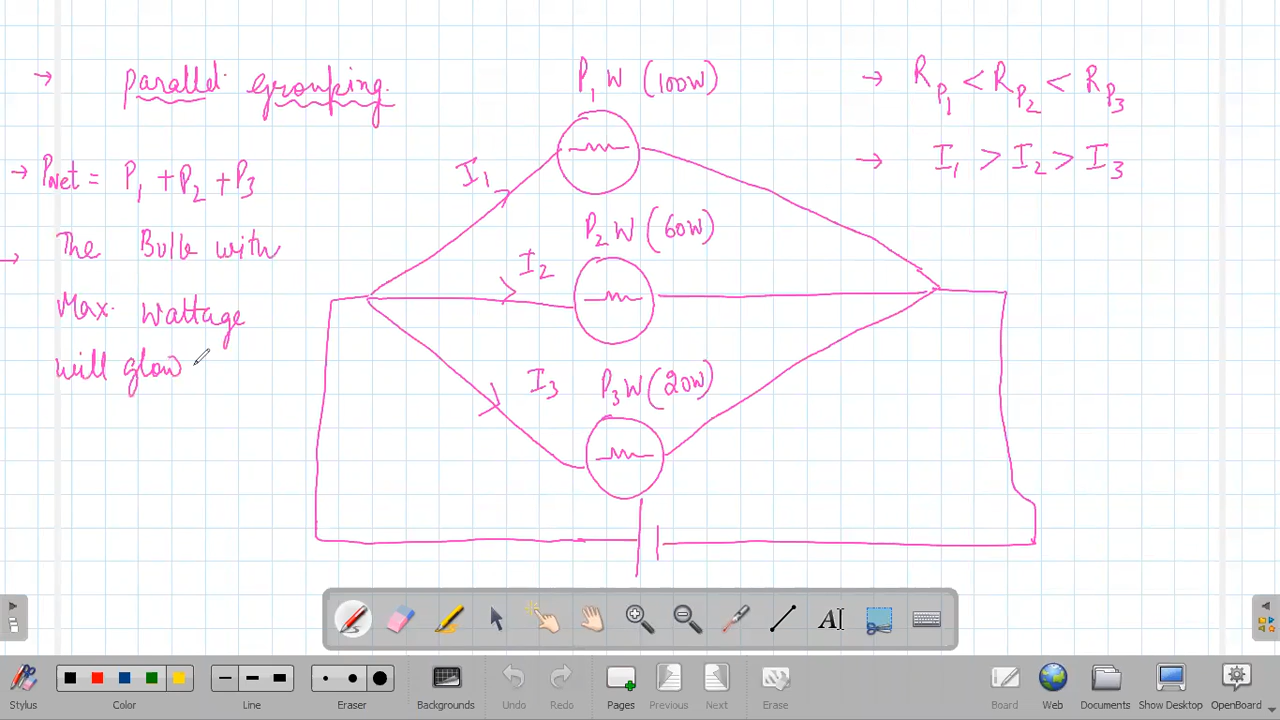 → parallel grouping.
→ PNet = P1 + P2 + P3
→ The Bulb with
Max. Wattage
will glow
P1 W (100W)
I1
P2 W (60W)
I2
P3 W (20W)
I3
→ RP1 < RP2 < RP3
→ I1 > I2 > I3
AI
Stylus
Color
Line
Eraser
Backgrounds
Undo
Redo
Pages
Previous
Next
Erase
Board
Web
Documents
Show Desktop
OpenBoard